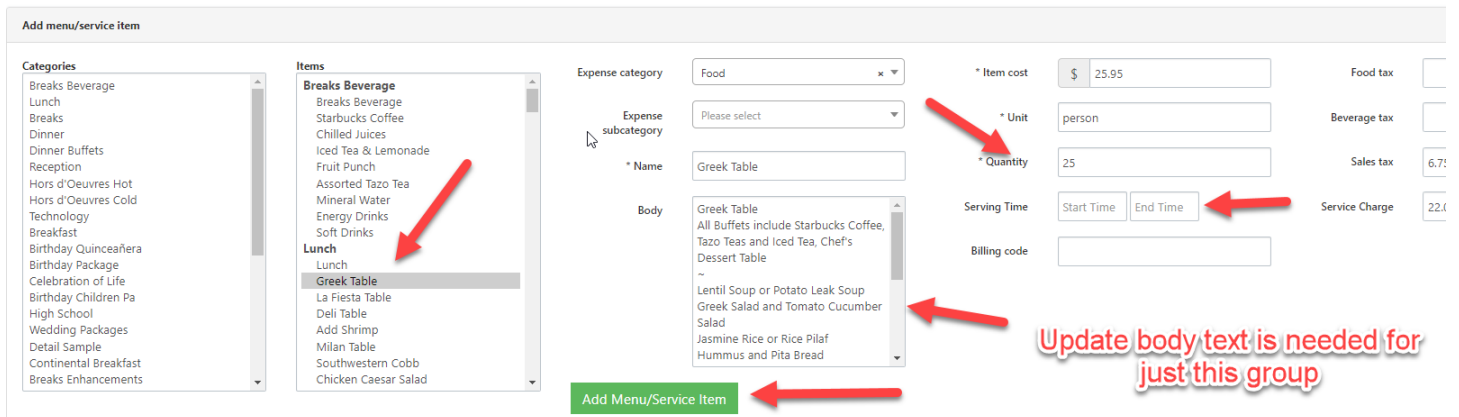 Add menu/service item
Categories
Breaks Beverage
Lunch
Breaks
Dinner
Dinner Buffets
Reception
Hors d'Oeuvres Hot
Hors d'Oeuvres Cold
Technology
Breakfast
Birthday Quinceañera
Birthday Package
Celebration of Life
Birthday Children Pa
High School
Wedding Packages
Detail Sample
Continental Breakfast
Breaks Enhancements
Items
Breaks Beverage
Breaks Beverage
Starbucks Coffee
Chilled Juices
Iced Tea & Lemonade
Fruit Punch
Assorted Tazo Tea
Mineral Water
Energy Drinks
Soft Drinks
Lunch
Lunch
Greek Table
La Fiesta Table
Deli Table
Add Shrimp
Milan Table
Southwestern Cobb
Chicken Caesar Salad
Expense category
Food
Expense
subcategory
Please select
* Name
Greek Table
Body
Greek Table
All Buffets include Starbucks Coffee,
Tazo Teas and Iced Tea, Chef's
Dessert Table
~
Lentil Soup or Potato Leak Soup
Greek Salad and Tomato Cucumber
Salad
Jasmine Rice or Rice Pilaf
Hummus and Pita Bread
Add Menu/Service Item
* Item cost
$ 25.95
* Unit
person
* Quantity
25
Serving Time
Start Time
End Time
Billing code
Food tax
Beverage tax
Sales tax
6.75
Service Charge
22.0
Update body text is needed for
just this group